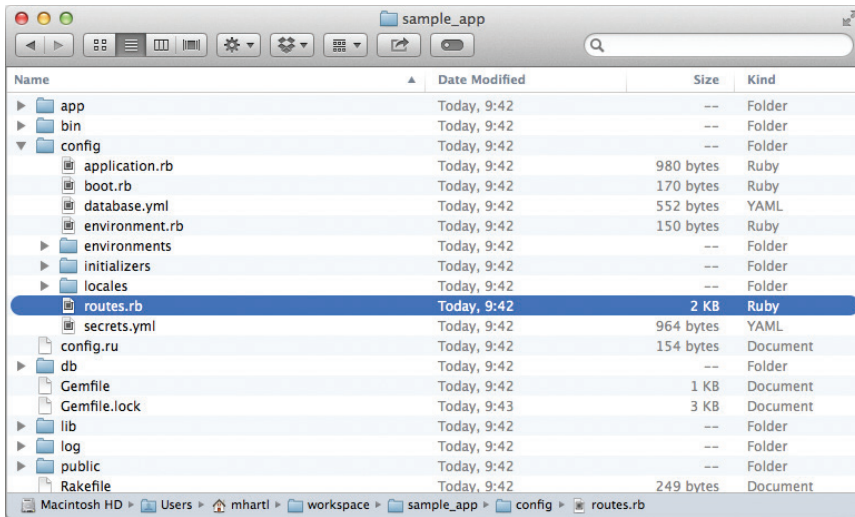 sample_app
Name Date Modified Size Kind
app Today, 9:42 -- Folder
bin Today, 9:42 -- Folder
config Today, 9:42 -- Folder
application.rb Today, 9:42 980 bytes Ruby
boot.rb Today, 9:42 170 bytes Ruby
database.yml Today, 9:42 552 bytes YAML
environment.rb Today, 9:42 150 bytes Ruby
environments Today, 9:42 -- Folder
initializers Today, 9:42 -- Folder
locales Today, 9:42 -- Folder
routes.rb Today, 9:42 2 KB Ruby
secrets.yml Today, 9:42 964 bytes YAML
config.ru Today, 9:42 154 bytes Document
db Today, 9:42 -- Folder
Gemfile Today, 9:42 1 KB Document
Gemfile.lock Today, 9:43 3 KB Document
lib Today, 9:42 -- Folder
log Today, 9:42 -- Folder
public Today, 9:42 -- Folder
Rakefile Today, 9:42 249 bytes Document
Macintosh HD Users mhartl workspace sample_app config routes.rb